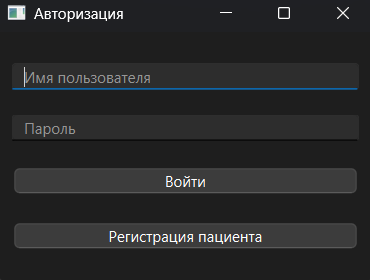 Авторизация
Имя пользователя
Пароль
Войти
Регистрация пациента